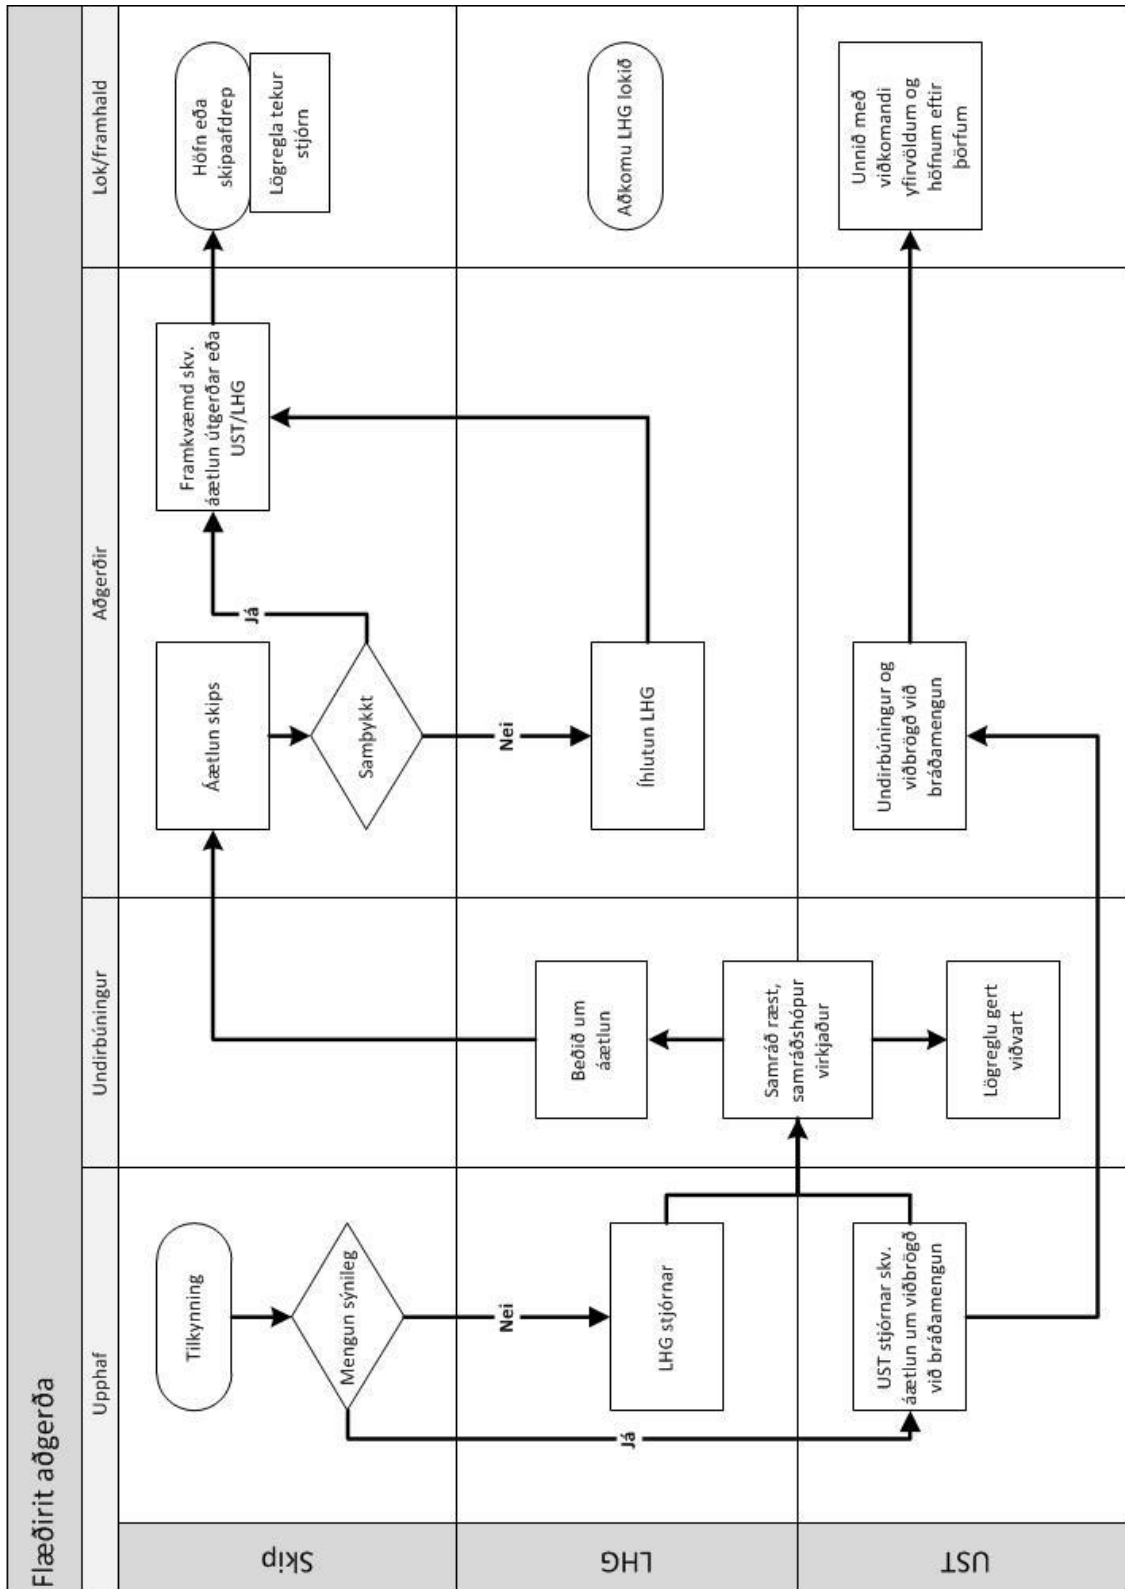 Flæðirit aðgerða
Upphaf
Undirbúningur
Aðgerðir
Lok/framhald
Skip
Tilkynning
Mengun sýnileg
Nei
Já
Áætlun skips
Samþykkt
Já
Nei
Framkvæmd skv.
áætlun útgerðar eða
UST/LHG
Höfn eða
skipaafdrep
Lögregla tekur
stjórn
LHG
LHG stjórnar
Beðið um
áætlun
Samráð ræst,
samráðshópur
virkjaður
Íhlutun LHG
Aðkomu LHG lokið
UST
UST stjórnar skv.
áætlun um viðbrögð
við bráðamengun
Lögreglu gert
viðvart
Undirbúningur og
viðbrögð við
bráðamengun
Unnið með
viðkomandi
yfirvöldum og
höfnum eftir
þörfum